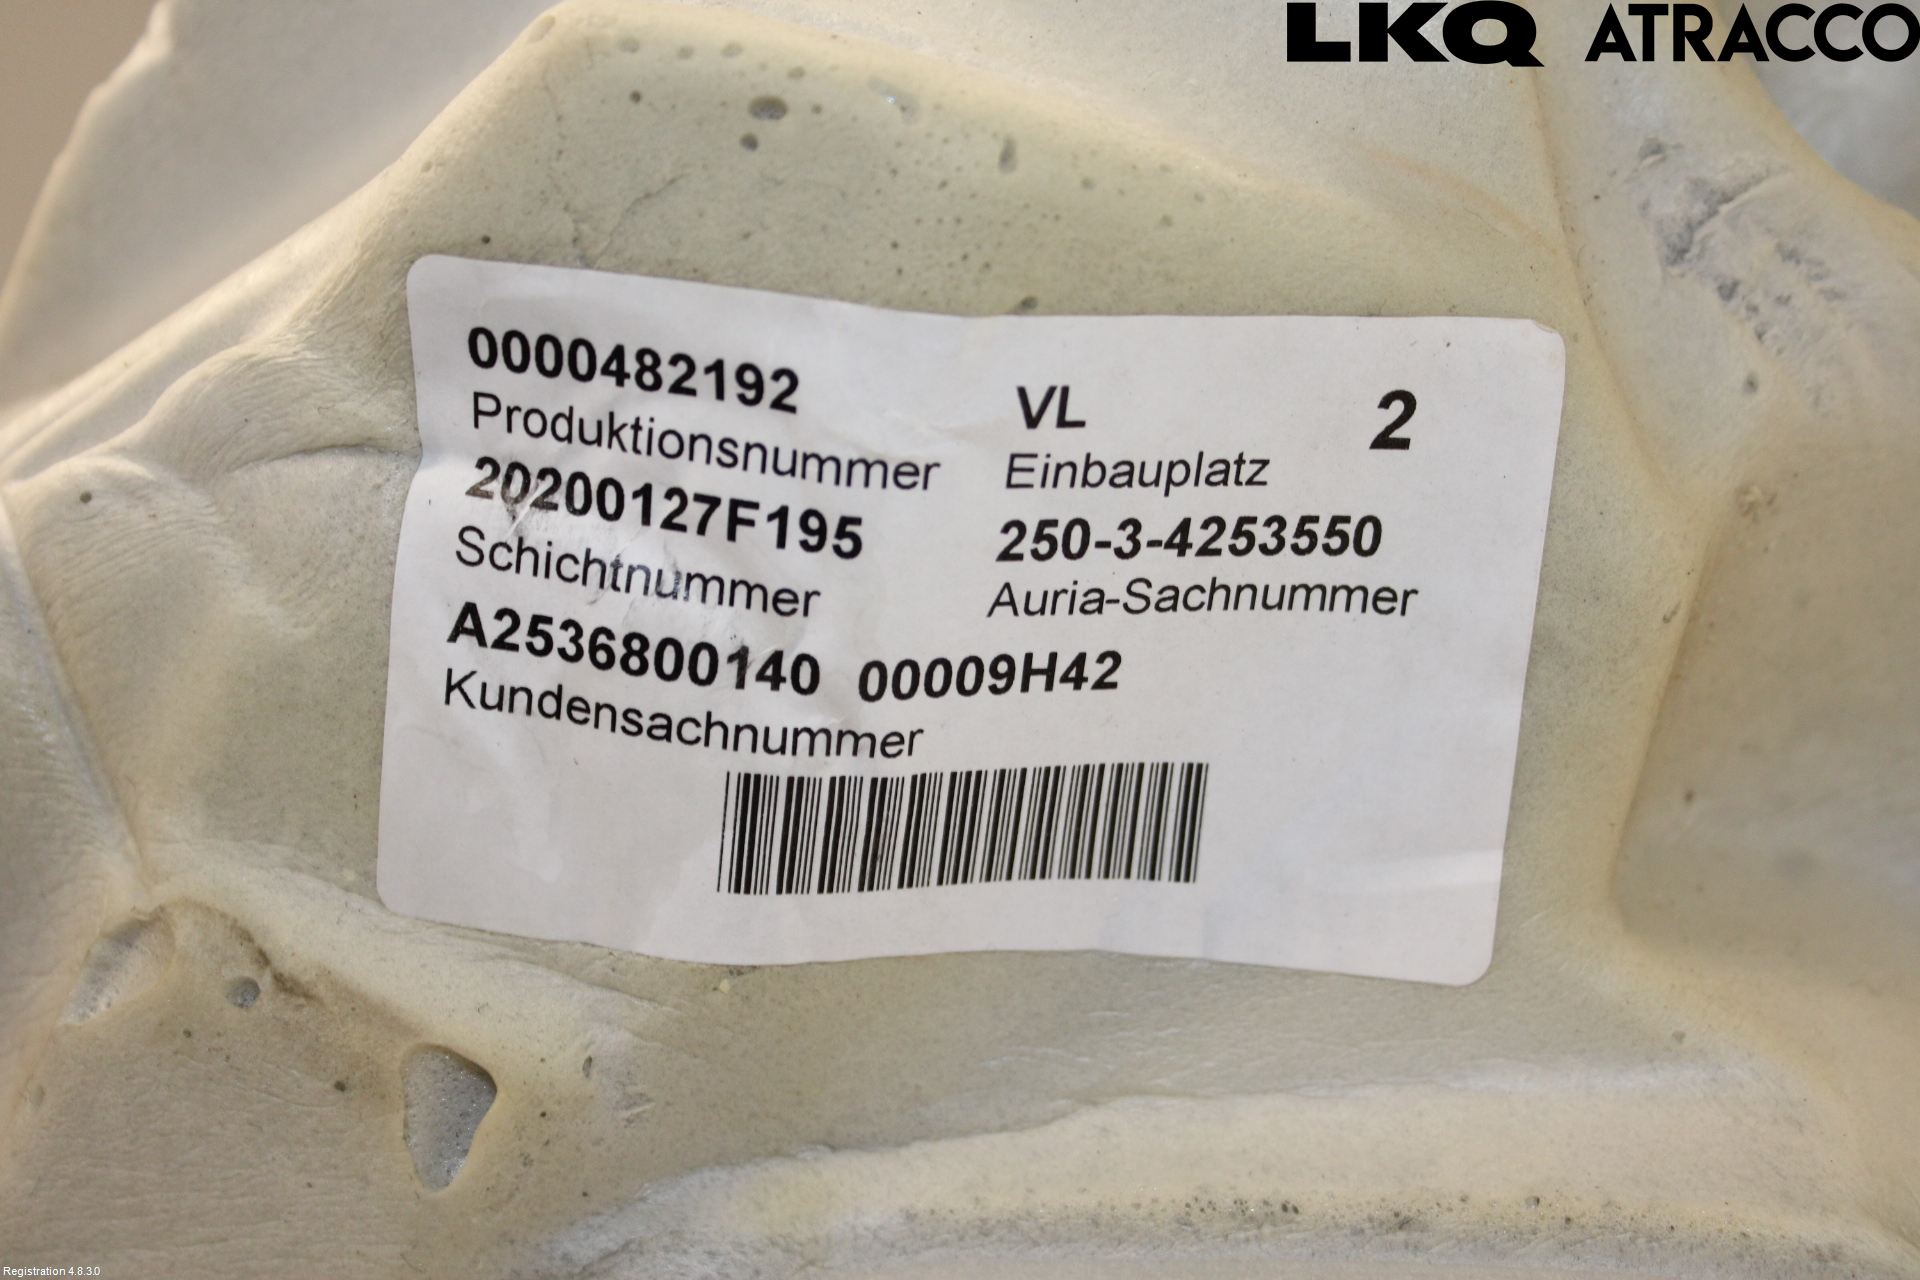 LKQ ATRACCO
0000482192
Produktionsnummer
VL
Einbauplatz
2
20200127F195
Schichtnummer
250-3-4253550
Auria-Sachnummer
A2536800140 00009H42
Kundensachnummer
Registration 4.8.3.0